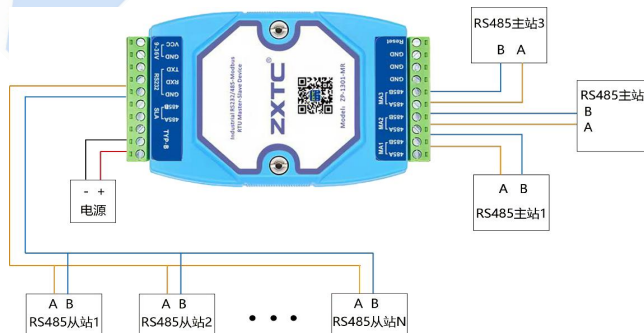 RS485主站3
B A
VCC
9-36V
GND
TXD
RXD
RS232
GND
485B
SLA
485A
TYP-B
ZXTC®
Industrial RS232/485-Modbus
RTU Master-Slave Device
Model: ZP-1301-MR
Reset
GND
GND
GND
485B
MA3
485A
485B
MA2
485A
485B
MA1
485A
RS485主站
B
A
- +
电源
A B
RS485主站1
A B
RS485从站1
A B
RS485从站2
• • •
A B
RS485从站N